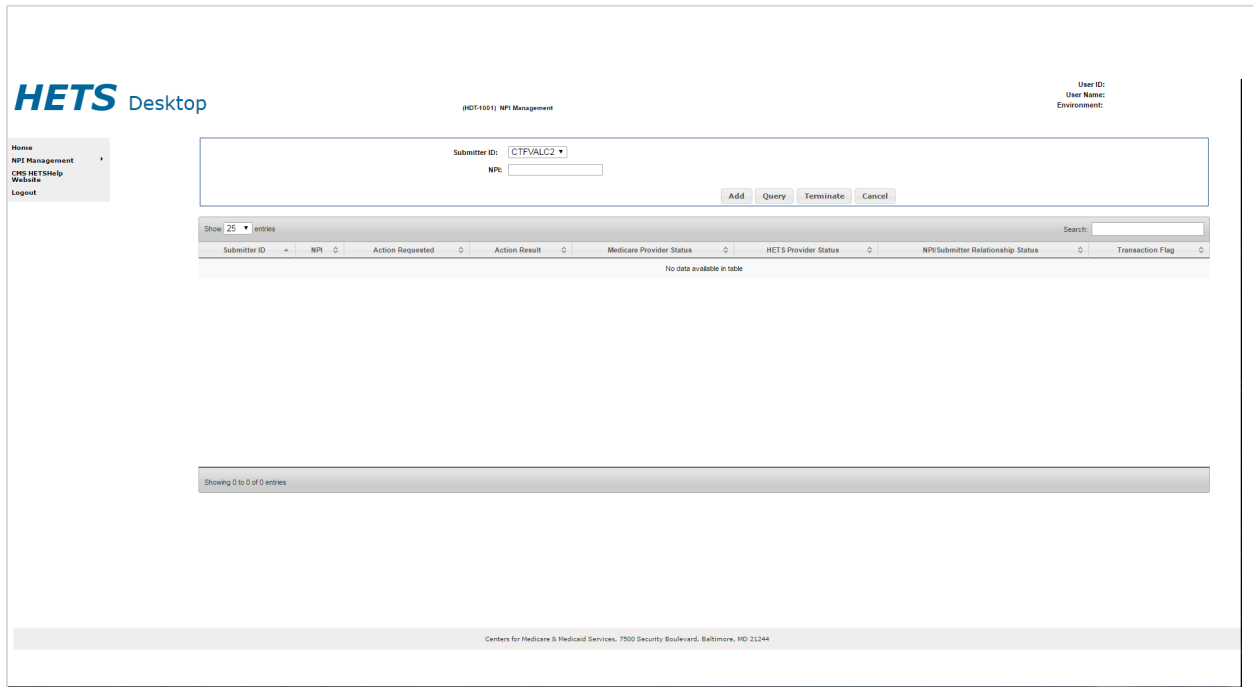 HETS Desktop
(HDT-1001) NPI Management
User ID:
User Name:
Environment:
Home
NPI Management
CMS HETSHelp
Website
Logout
Submitter ID: CTFVALC2
NPI:
Add Query Terminate Cancel
Show 25 entries
Search:
Submitter ID NPI Action Requested Action Result Medicare Provider Status HETS Provider Status NPI/Submitter Relationship Status Transaction Flag
No data available in table
Showing 0 to 0 of 0 entries
Centers for Medicare & Medicaid Services, 7500 Security Boulevard, Baltimore, MD 21244